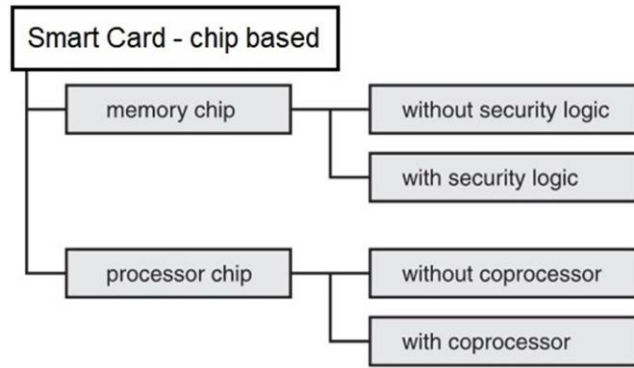 Smart Card - chip based
memory chip
without security logic
with security logic
processor chip
without coprocessor
with coprocessor